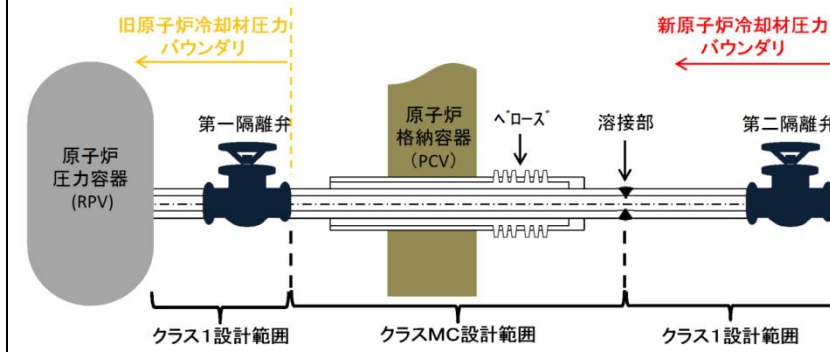 旧原子炉冷却材圧力
バウンダリ
新原子炉冷却材圧力
バウンダリ
第一隔離弁
原子炉
格納容器
(PCV)
ベローズ
溶接部
第二隔離弁
原子炉
圧力容器
(RPV)
クラス1設計範囲
クラスMC設計範囲
クラス1設計範囲